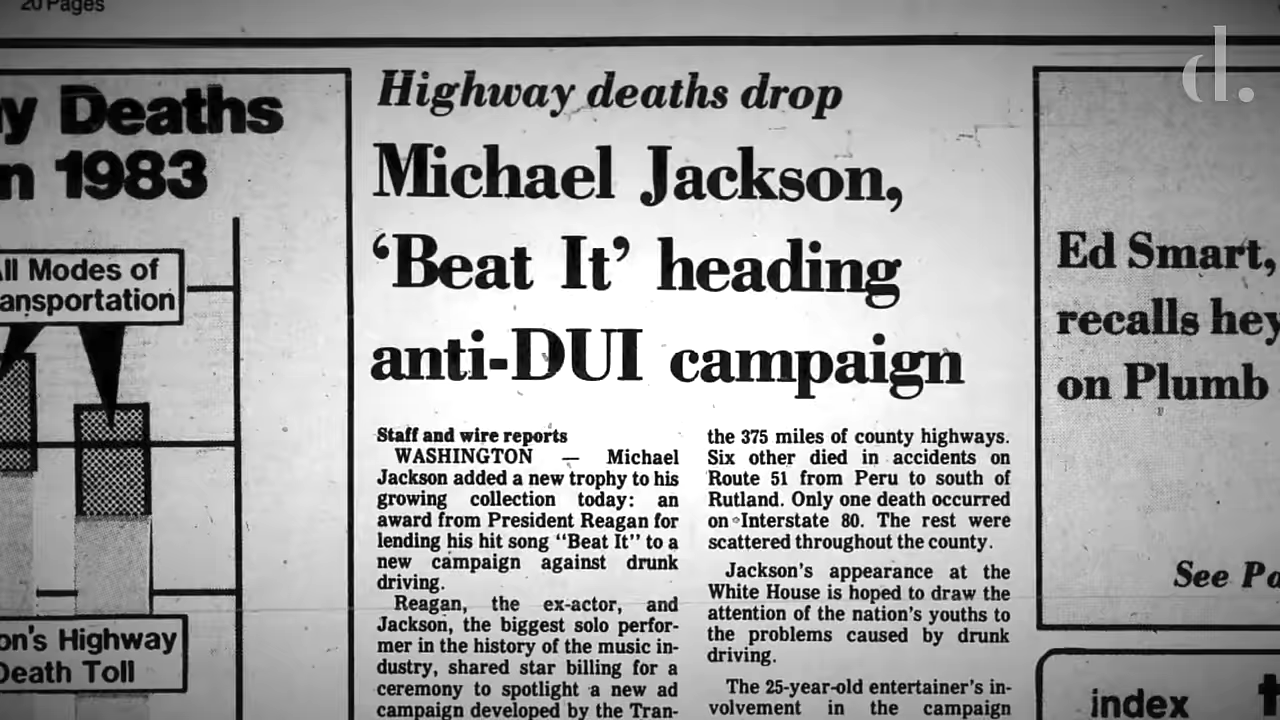 20 Pages
d.
Deaths
1983
Modes of
Highway
Death Toll
Highway deaths drop
Michael Jackson,
‘Beat It’ heading
anti-DUI campaign
Staff and wire reports
WASHINGTON — Michael
Jackson added a new trophy to his
growing collection today: an
award from President Reagan for
lending his hit song "Beat It" to a
new campaign against drunk
driving.
Reagan, the ex-actor, and
Jackson, the biggest solo perfor-
mer in the history of the music in-
dustry, shared star billing for a
ceremony to spotlight a new ad
campaign developed by the Tran-
the 375 miles of county highways.
Six other died in accidents on
Route 51 from Peru to south of
Rutland. Only one death occurred
on Interstate 80. The rest were
scattered throughout the county.
Jackson's appearance at the
White House is hoped to draw the
attention of the nation's youths to
the problems caused by drunk
driving.
The 25-year-old entertainer's in-
volvement in the campaign
Ed Smart,
recalls
on Plumb
See
index